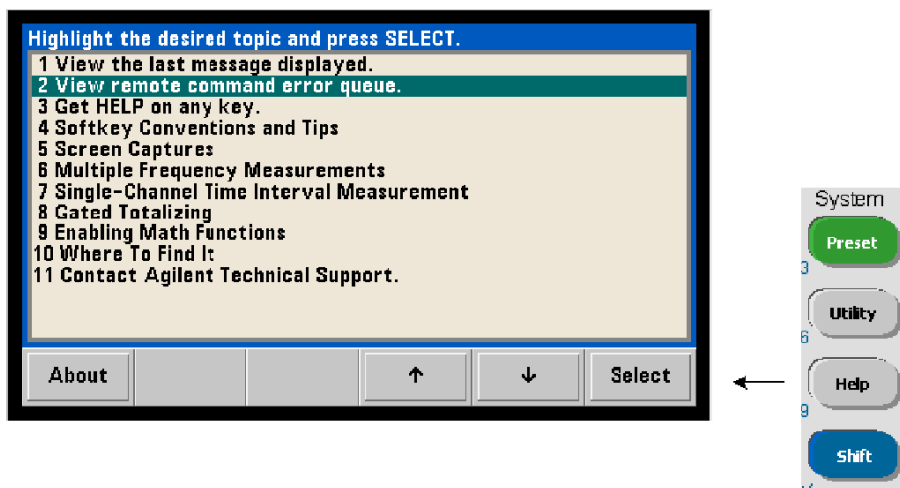 Highlight the desired topic and press SELECT.
1 View the last message displayed.
2 View remote command error queue.
3 Get HELP on any key.
4 Softkey Conventions and Tips
5 Screen Captures
6 Multiple Frequency Measurements
7 Single-Channel Time Interval Measurement
8 Gated Totalizing
9 Enabling Math Functions
10 Where To Find It
11 Contact Agilent Technical Support.
About ↑ ↓ Select
System
Preset
3
Utility
6
Help
9
Shift